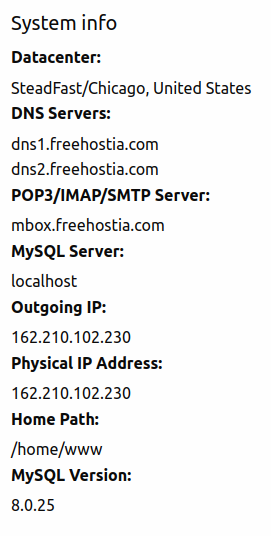 System info
Datacenter:
SteadFast/Chicago, United States
DNS Servers:
dns1.freehostia.com
dns2.freehostia.com
POP3/IMAP/SMTP Server:
mbox.freehostia.com
MySQL Server:
localhost
Outgoing IP:
162.210.102.230
Physical IP Address:
162.210.102.230
Home Path:
/home/www
MySQL Version:
8.0.25